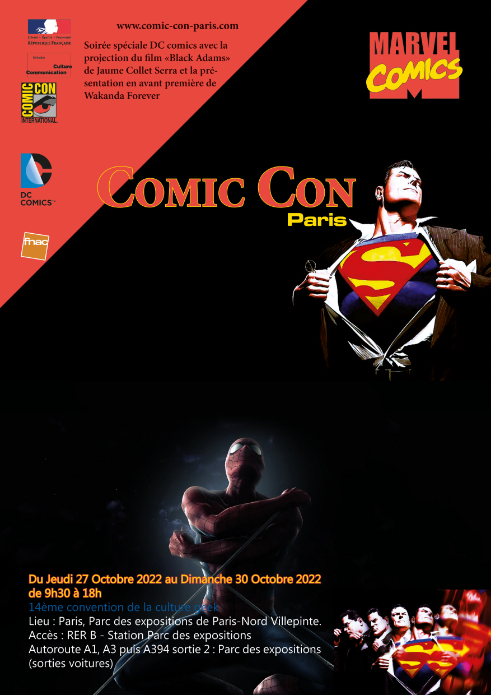 www.comic-con-paris.com
Soirée spéciale DC comics avec la
projection du film «Black Adams»
de Jaume Collet Serra et la pré-
sentation en avant première de
Wakanda Forever
RÉPUBLIQUE FRANÇAISE
Culture
Communication
COMIC
CON
INTERNATIONAL
MARVEL
COMICS
DC
COMICS™
fnac
COMIC CON
Paris
Du Jeudi 27 Octobre 2022 au Dimanche 30 Octobre 2022
de 9h30 à 18h
14ème convention de la culture geek
Lieu : Paris, Parc des expositions de Paris-Nord Villepinte.
Accès : RER B - Station Parc des expositions
Autoroute A1, A3 puis A394 sortie 2 : Parc des expositions
(sorties voitures)